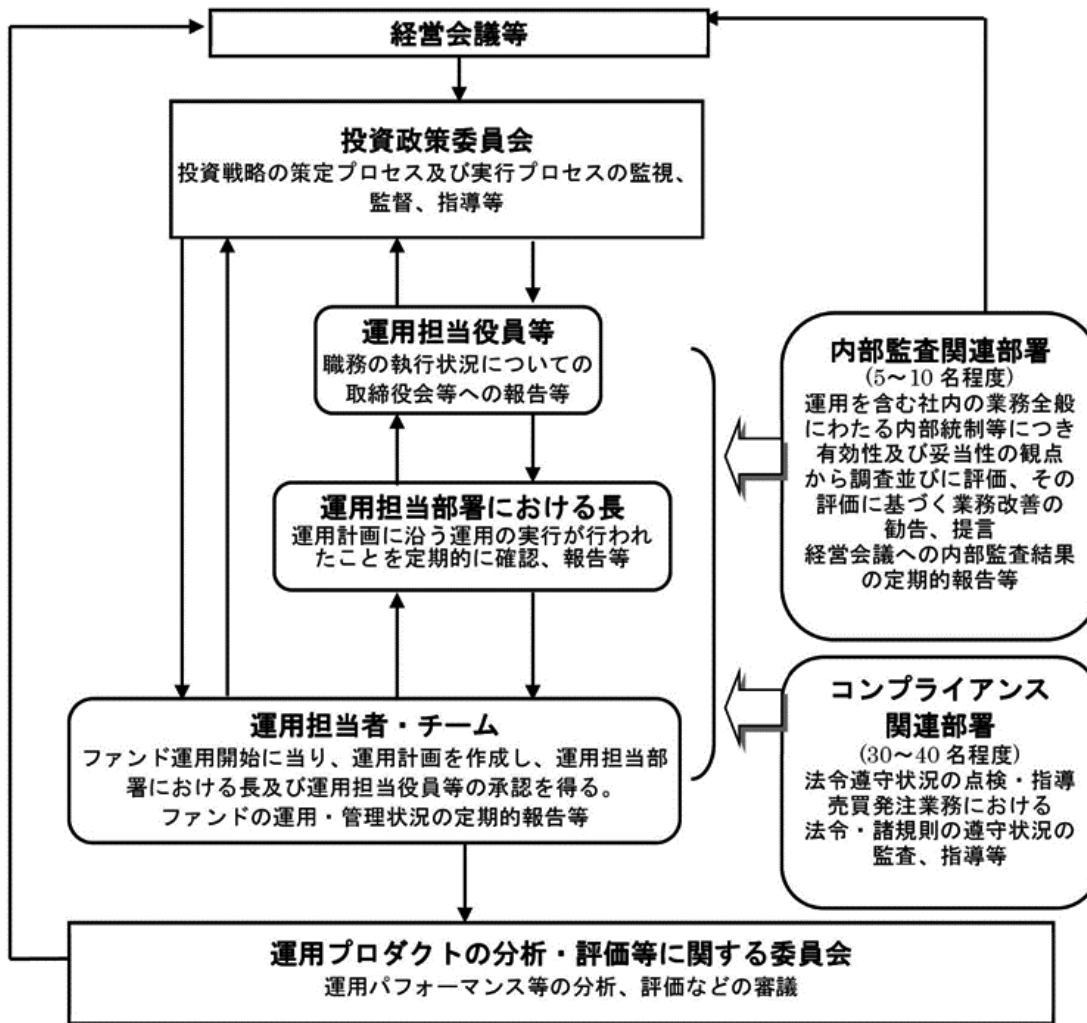 経営会議等
投資政策委員会
投資戦略の策定プロセス及び実行プロセスの監視、
監督、指導等
運用担当役員等
職務の執行状況についての
取締役会等への報告等
運用担当部署における長
運用計画に沿う運用の実行が行われ
たことを定期的に確認、報告等
運用担当者・チーム
ファンド運用開始に当り、運用計画を作成し、運用担当部
署における長及び運用担当役員等の承認を得る。
ファンドの運用・管理状況の定期的報告等
内部監査関連部署
(5～10 名程度)
運用を含む社内の業務全般
にわたる内部統制等につき
有効性及び妥当性の観点
から調査並びに評価、その
評価に基づく業務改善の
勧告、提言
経営会議への内部監査結果
の定期的報告等
コンプライアンス
関連部署
(30～40 名程度)
法令遵守状況の点検・指導
売買発注業務における
法令・諸規則の遵守状況の
監査、指導等
運用プロダクトの分析・評価等に関する委員会
運用パフォーマンス等の分析、評価などの審議